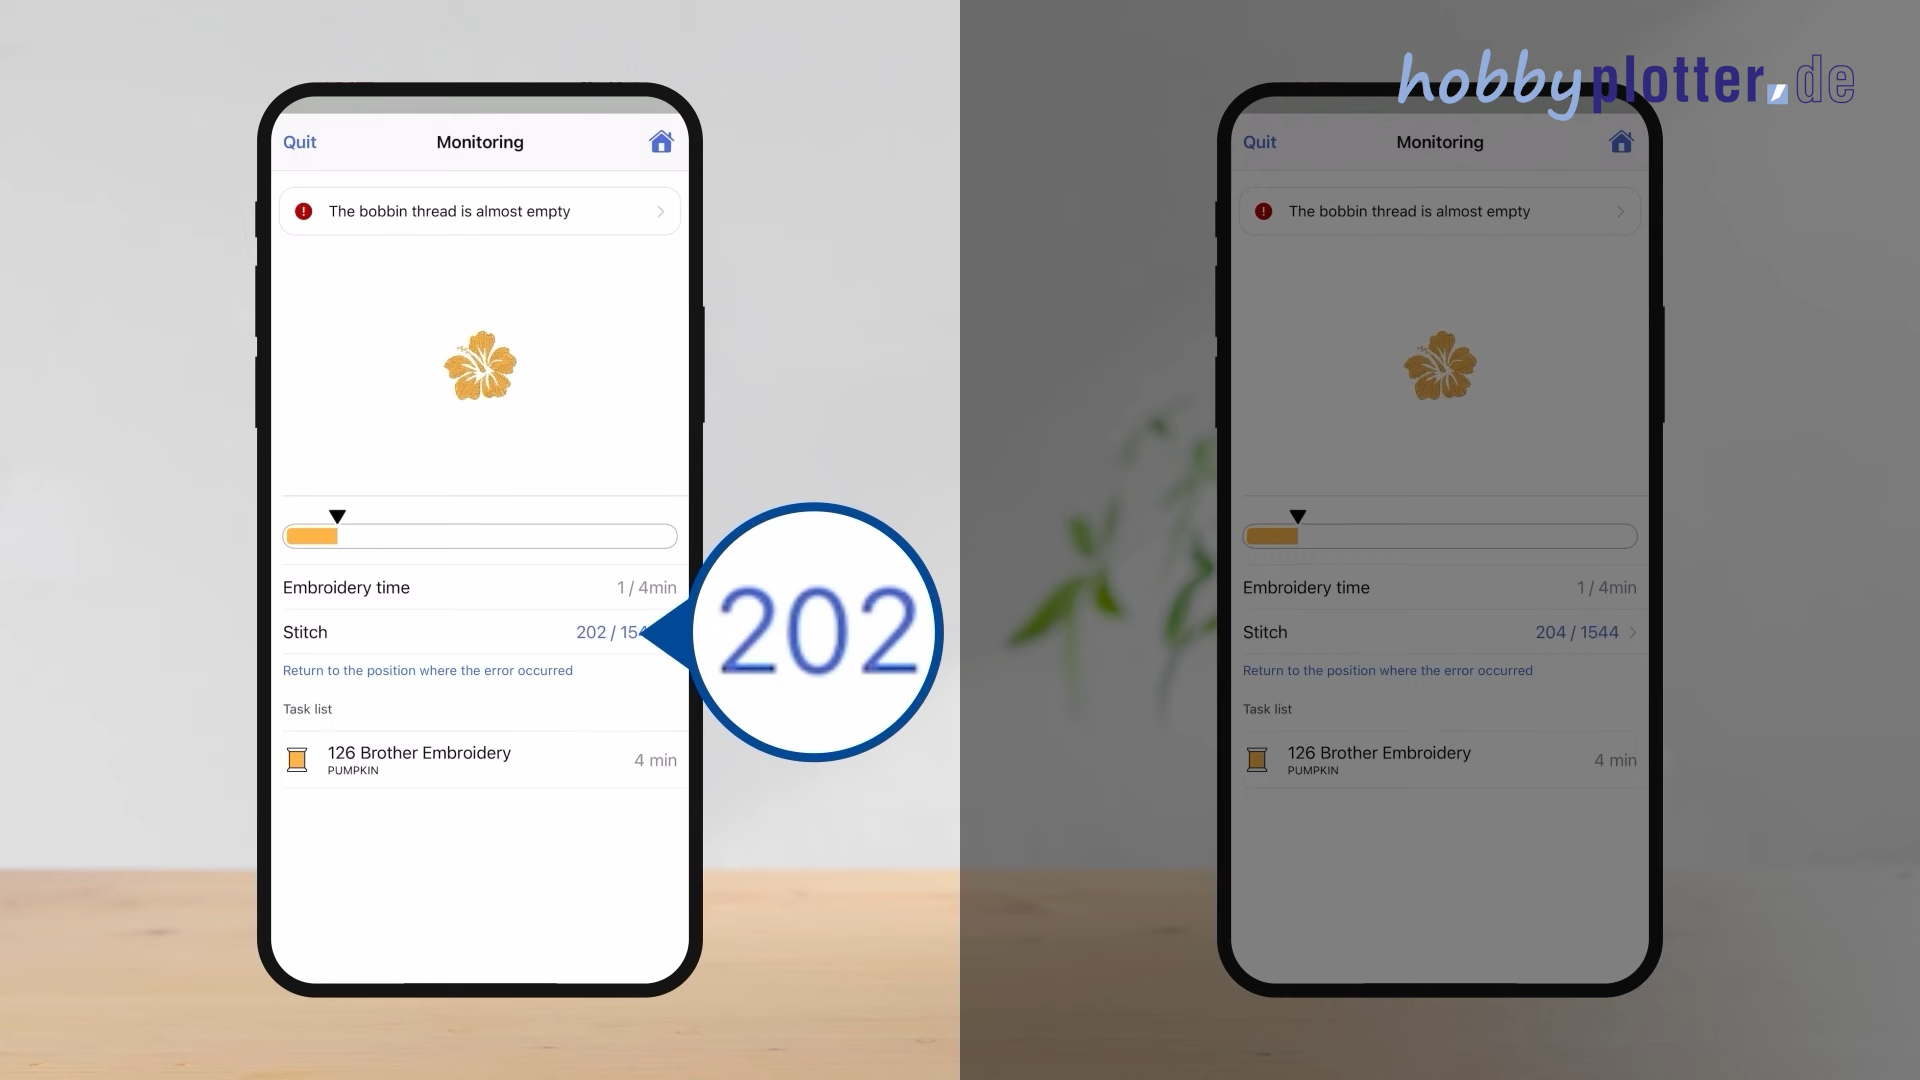 hobbyplotter.de
Quit
Monitoring
The bobbin thread is almost empty
Embroidery time
1 / 4min
Stitch
202 / 154
202
Return to the position where the error occurred
Task list
126 Brother Embroidery
PUMPKIN
4 min
Quit
Monitoring
The bobbin thread is almost empty
Embroidery time
1 / 4min
Stitch
204 / 1544
Return to the position where the error occurred
Task list
126 Brother Embroidery
PUMPKIN
4 min